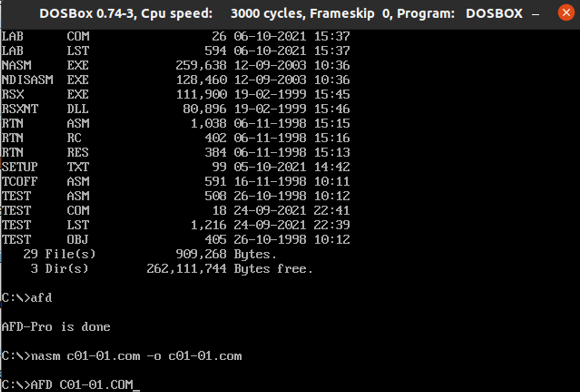 DOSBox 0.74-3, Cpu speed: 3000 cycles, Frameskip 0, Program: DOSBOX
LAB COM 26 06-10-2021 15:37
LAB LST 594 06-10-2021 15:37
NASM EXE 259,638 12-09-2003 10:36
NDISASM EXE 128,460 12-09-2003 10:36
RSX EXE 111,900 19-02-1999 15:45
RSXNT DLL 80,896 19-02-1999 15:46
RTN ASM 1,038 06-11-1998 15:15
RTN RC 402 06-11-1998 15:16
RTN RES 384 06-11-1998 15:13
SETUP TXT 99 05-10-2021 14:42
TCOFF ASM 591 16-11-1998 10:11
TEST ASM 508 26-10-1998 10:12
TEST COM 18 24-09-2021 22:41
TEST LST 1,216 24-09-2021 22:39
TEST OBJ 405 26-10-1998 10:12
29 File(s) 909,268 Bytes.
3 Dir(s) 262,111,744 Bytes free.
C:\>afd
AFD-Pro is done
C:\>nasm c01-01.com -o c01-01.com
C:\>AFD C01-01.COM_